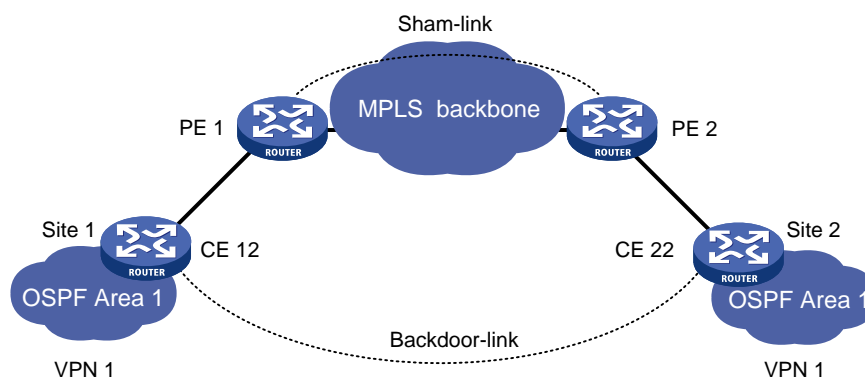 Sham-link
MPLS backbone
PE 1
PE 2
ROUTER
ROUTER
Site 1
Site 2
CE 12
CE 22
ROUTER
ROUTER
OSPF Area 1
OSPF Area 1
Backdoor-link
VPN 1
VPN 1